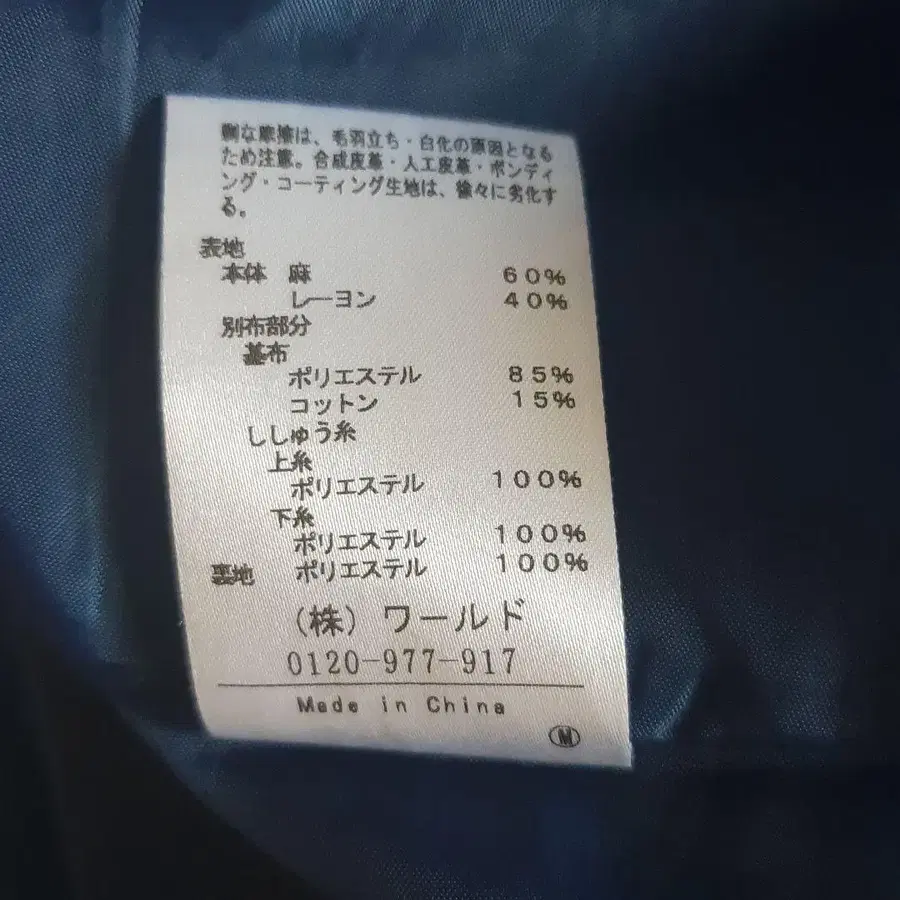 な摩擦は、毛羽立ち・白化の原因となる
ため注意。合成皮革・人工皮革・ボンディ
ング・コーティング生地は、徐々に劣化す
る。
表地
本体 麻 60%
レーヨン 40%
別布部分
基布
ポリエステル 85%
コットン 15%
ししゅう糸
上糸
ポリエステル 100%
下糸
ポリエステル 100%
裏地 ポリエステル 100%
(株) ワールド
0120-977-917
Made in China
Ⓜ